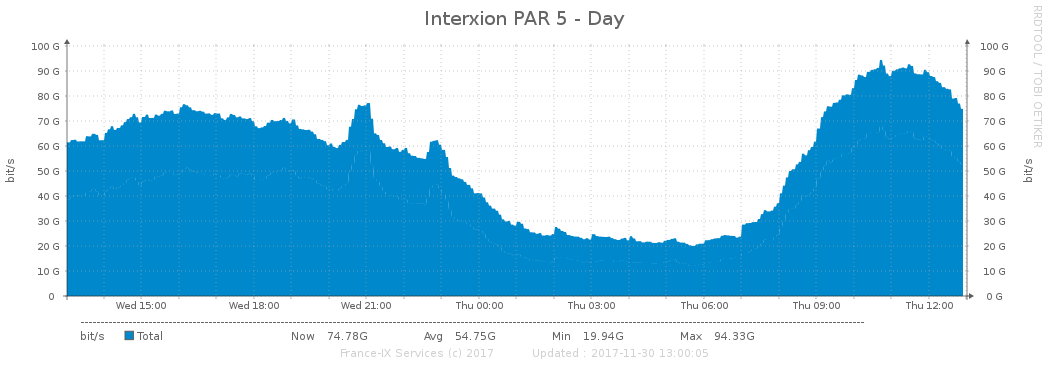 Interxion PAR 5 - Day
RRDTOOL / TOBI OETIKER
bit/s
100 G
90 G
80 G
70 G
60 G
50 G
40 G
30 G
20 G
10 G
0
100 G
90 G
80 G
70 G
60 G
50 G
40 G
30 G
20 G
10 G
0 G
bit/s
Wed 15:00 Wed 18:00 Wed 21:00 Thu 00:00 Thu 03:00 Thu 06:00 Thu 09:00 Thu 12:00
bit/s Total Now 74.78G Avg 54.75G Min 19.94G Max 94.33G
France-IX Services (c) 2017 Updated : 2017-11-30 13:00:05